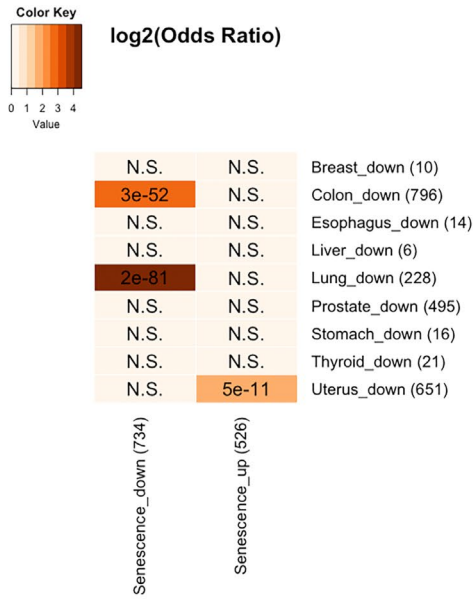 Color Key
log2(Odds Ratio)
0 1 2 3 4
Value
N.S. N.S. Breast_down (10)
3e-52 N.S. Colon_down (796)
N.S. N.S. Esophagus_down (14)
N.S. N.S. Liver_down (6)
2e-81 N.S. Lung_down (228)
N.S. N.S. Prostate_down (495)
N.S. N.S. Stomach_down (16)
N.S. N.S. Thyroid_down (21)
N.S. 5e-11 Uterus_down (651)
Senescence_down (734)
Senescence_up (526)